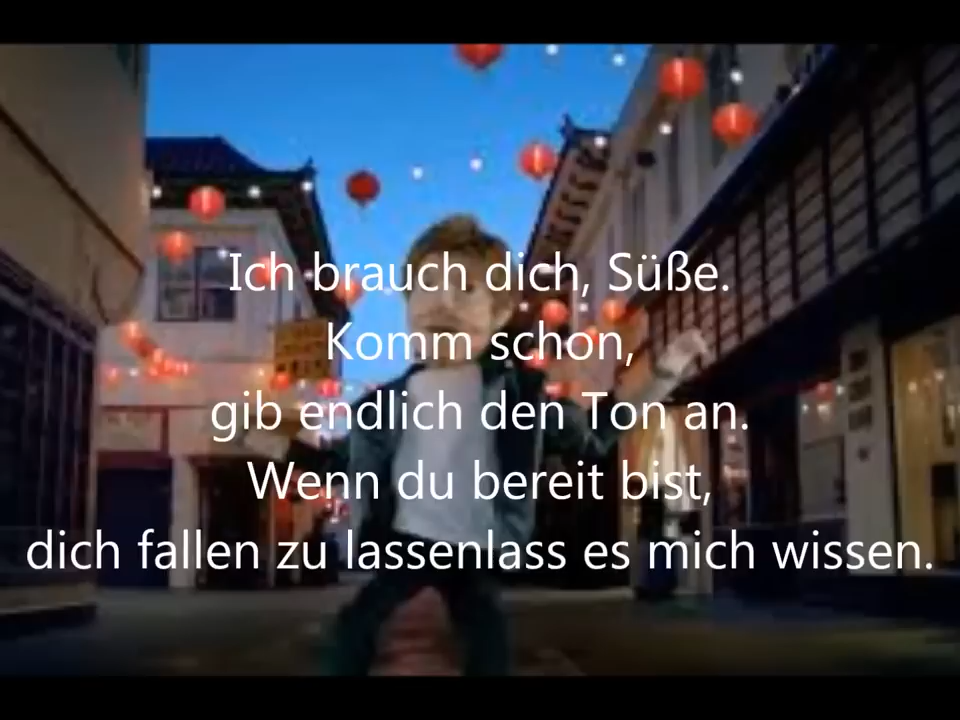 Ich brauch dich, Süße.
Komm schon,
gib endlich den Ton an.
Wenn du bereit bist,
dich fallen zu lassenlass es mich wissen.